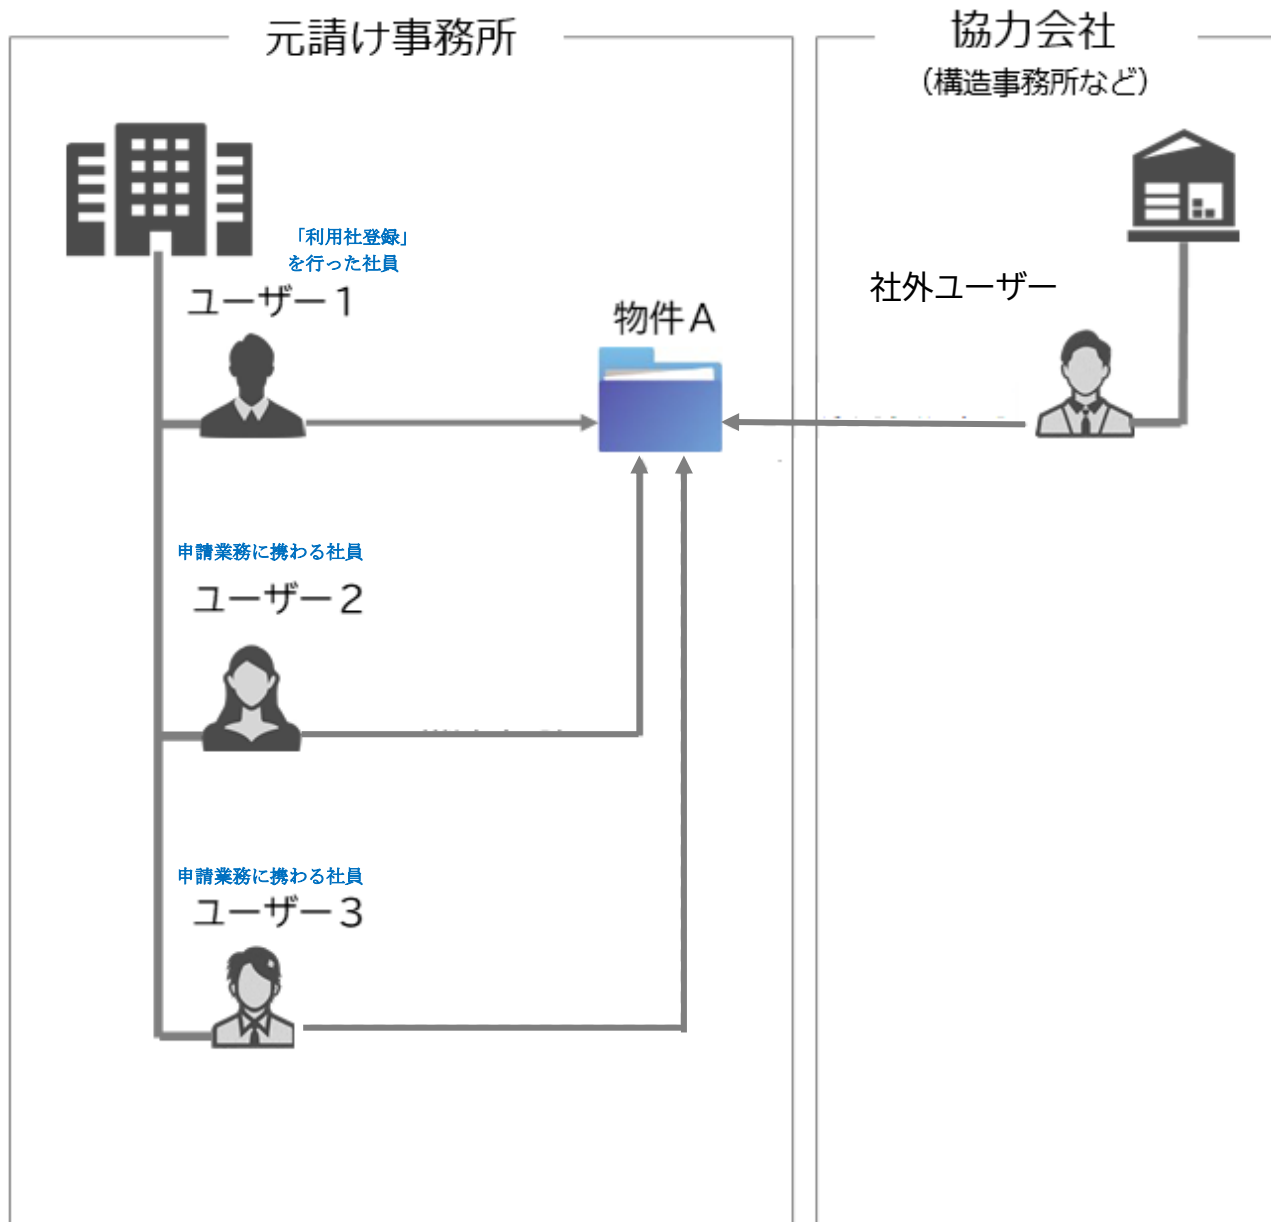 元請け事務所
協力会社
（構造事務所など）
「利用社登録」
を行った社員
ユーザー１
物件Ａ
社外ユーザー
申請業務に携わる社員
ユーザー２
申請業務に携わる社員
ユーザー３